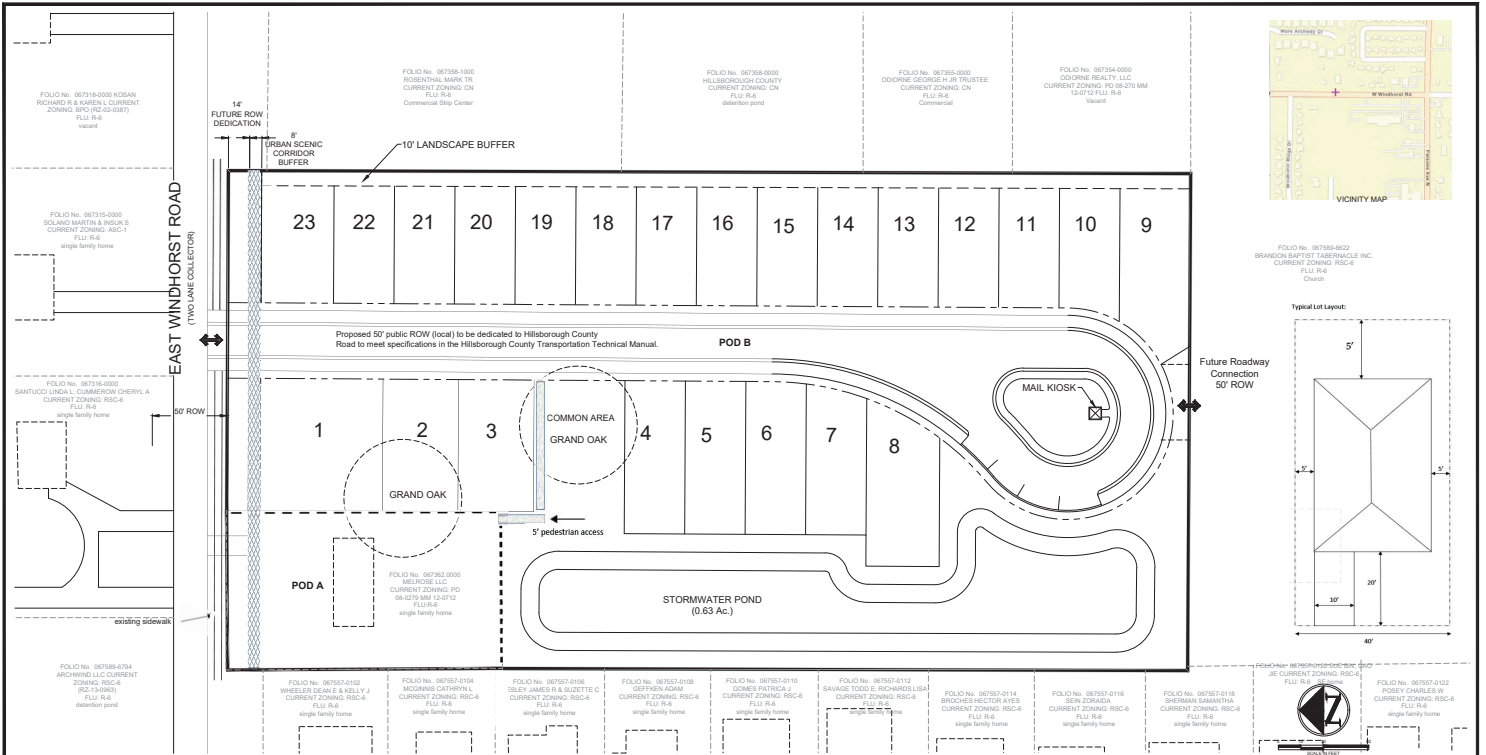 FOLIO No. 067318-0000 KOSAN
RICHARD R & KAREN L CURRENT
ZONING: BPO (RZ-02-0387)
FLU: R-6
vacant
14'
FUTURE ROW
DEDICATION
8'
URBAN SCENIC
CORRIDOR
BUFFER
FOLIO No. 067358-1000
ROSENTHAL MARK TR
CURRENT ZONING: CN
FLU: R-6
Commercial Strip Center
FOLIO No. 067358-0000
HILLSBOROUGH COUNTY
CURRENT ZONING: CN
FLU: R-6
detention pond
FOLIO No. 067355-0000
ODIORNE GEORGE H JR TRUSTEE
CURRENT ZONING: CN
FLU: R-6
Commercial
FOLIO No. 067354-0000
ODIORNE REALTY, LLC
CURRENT ZONING: PD 08-270 MM
12-0712 FLU: R-6
Vacant
Ware Archway Ct
W Windhorst Rd
VICINITY MAP
10' LANDSCAPE BUFFER
EAST WINDHORST ROAD
(TWO LANE COLLECTOR)
FOLIO No. 067315-0000
SOLANO MARTIN & INSUK S
CURRENT ZONING: ASC-1
FLU: R-6
single family home
23
22
21
20
19
18
17
16
15
14
13
12
11
10
9
FOLIO No. 067589-6622
BRANDON BAPTIST TABERNACLE INC.
CURRENT ZONING: RSC-6
FLU: R-6
Church
Typical Lot Layout:
5'
5'
5'
20'
10'
40'
Proposed 50' public ROW (local) to be dedicated to Hillsborough County
Road to meet specifications in the Hillsborough County Transportation Technical Manual.
POD B
Future Roadway
Connection
50' ROW
MAIL KIOSK
FOLIO No. 067316-0000
SANTUCCI LINDA L; CUMMEROW CHERYL A
CURRENT ZONING: RSC-6
FLU: R-6
single family home
50' ROW
1
2
3
COMMON AREA
GRAND OAK
4
5
6
7
8
GRAND OAK
5' pedestrian access
POD A
FOLIO No. 067362.0000
MELROSE LLC
CURRENT ZONING: PD
08-0279 MM 12-0712
FLU:R-6
single family home
STORMWATER POND
(0.63 Ac.)
existing sidewalk
FOLIO No. 067589-6794
ARCHWIND LLC CURRENT
ZONING: RSC-6
(RZ-13-0963)
FLU: R-6
detention pond
FOLIO No. 067557-0102
WHEELER DEAN E & KELLY J
CURRENT ZONING: RSC-6
FLU: R-6
single family home
FOLIO No. 067557-0104
MCGINNIS CATHRYN L
CURRENT ZONING: RSC-6
FLU: R-6
single family home
FOLIO No. 067557-0106
ESLEY JAMES R & SUZETTE C
CURRENT ZONING: RSC-6
FLU: R-6
single family home
FOLIO No. 067557-0108
GEFFKEN ADAM
CURRENT ZONING: RSC-6
FLU: R-6
single family home
FOLIO No. 067557-0110
GOMES PATRICA J
CURRENT ZONING: RSC-6
FLU: R-6
single family home
FOLIO No. 067557-0112
SAVAGE TODD E; RICHARDS LISA
CURRENT ZONING: RSC-6
FLU: R-6
single family home
FOLIO No. 067557-0114
BROCHES HECTOR AYES
CURRENT ZONING: RSC-6
FLU: R-6
single family home
FOLIO No. 067557-0116
SEIN ZORAIDA
CURRENT ZONING: RSC-6
FLU: R-6
single family home
FOLIO No. 067557-0118
SHERMAN SAMANTHA
CURRENT ZONING: RSC-6
FLU: R-6
single family home
JIE CURRENT ZONING: RSC-6
FLU: R-6 SF home
FOLIO No. 067557-0122
POSEY CHARLES W
CURRENT ZONING: RSC-6
FLU: R-6
single family home
N
SCALE IN FEET